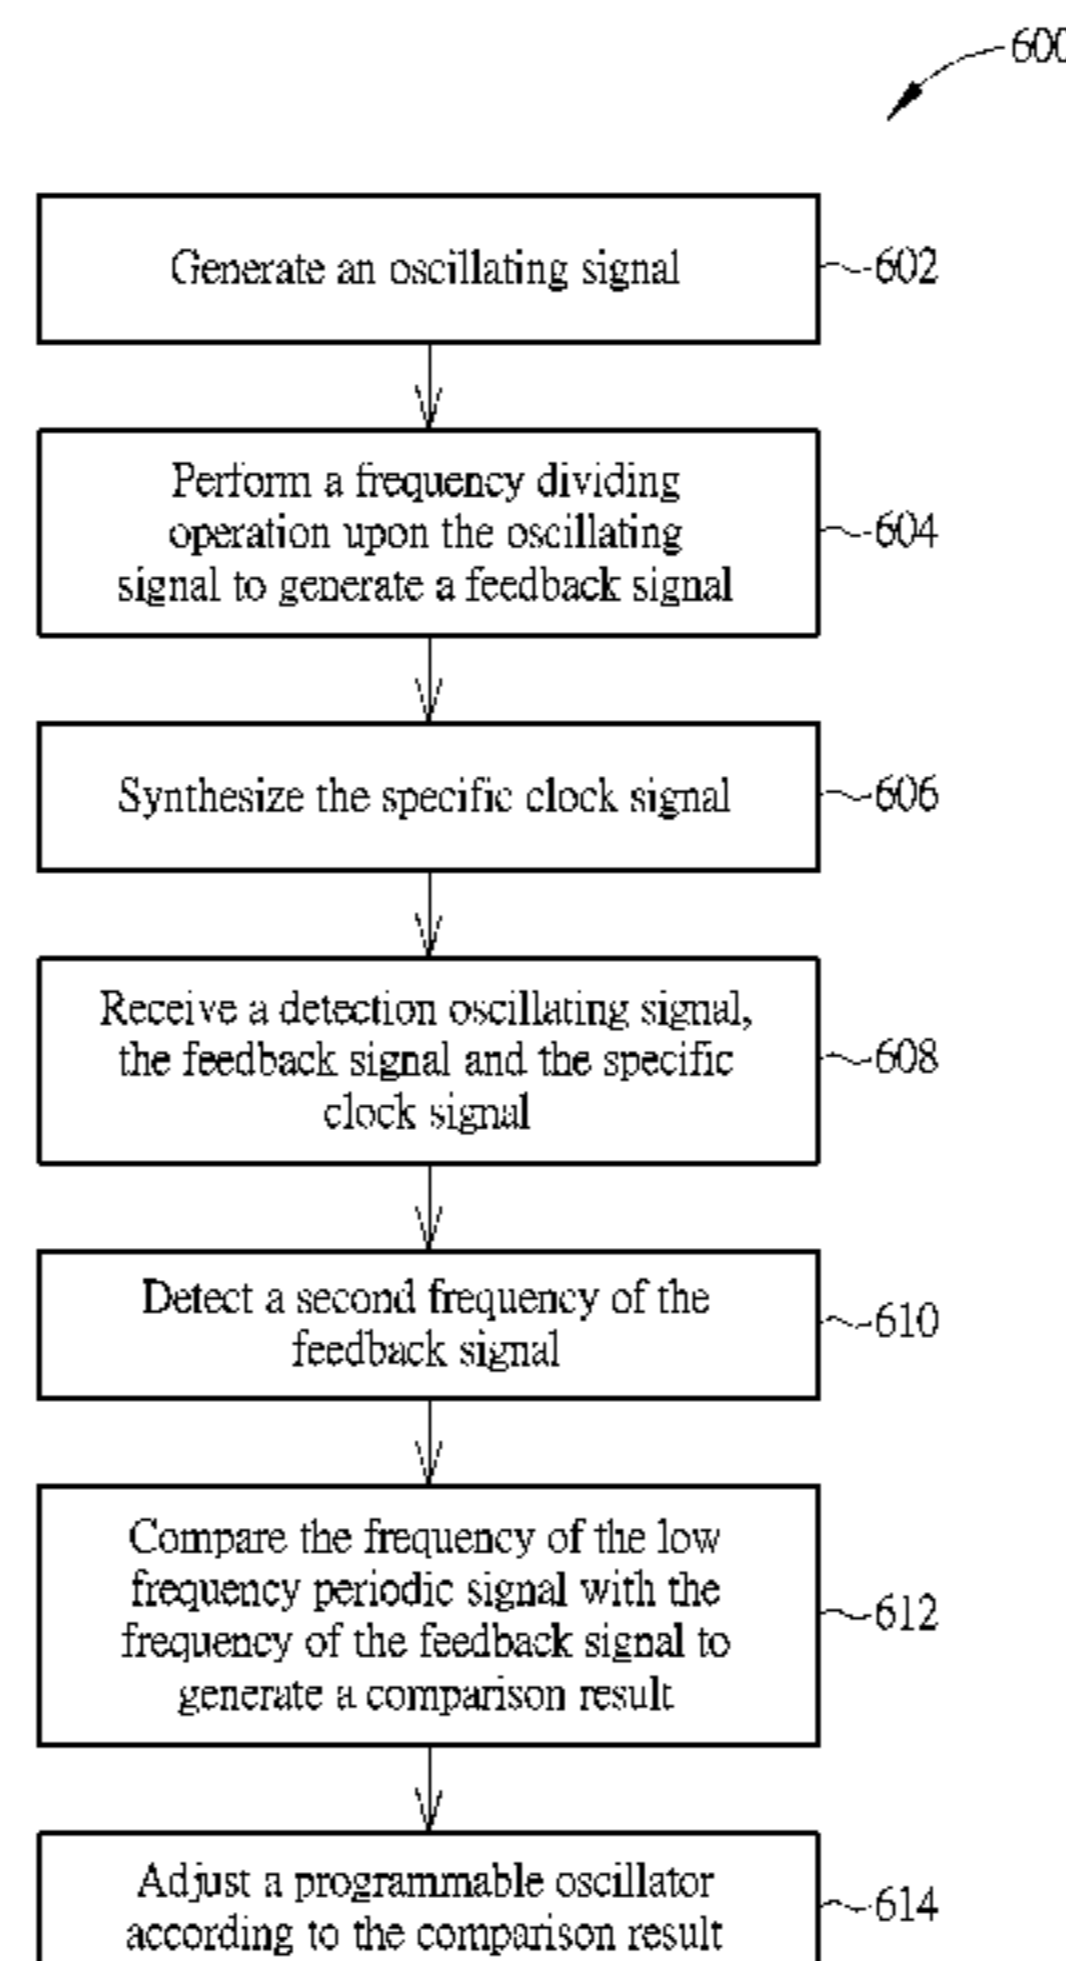 600
Generate an oscillating signal
602
Perform a frequency dividing
operation upon the oscillating
signal to generate a feedback signal
604
Synthesize the specific clock signal
606
Receive a detection oscillating signal,
the feedback signal and the specific
clock signal
608
Detect a second frequency of the
feedback signal
610
Compare the frequency of the low
frequency periodic signal with the
frequency of the feedback signal to
generate a comparison result
612
Adjust a programmable oscillator
according to the comparison result
614